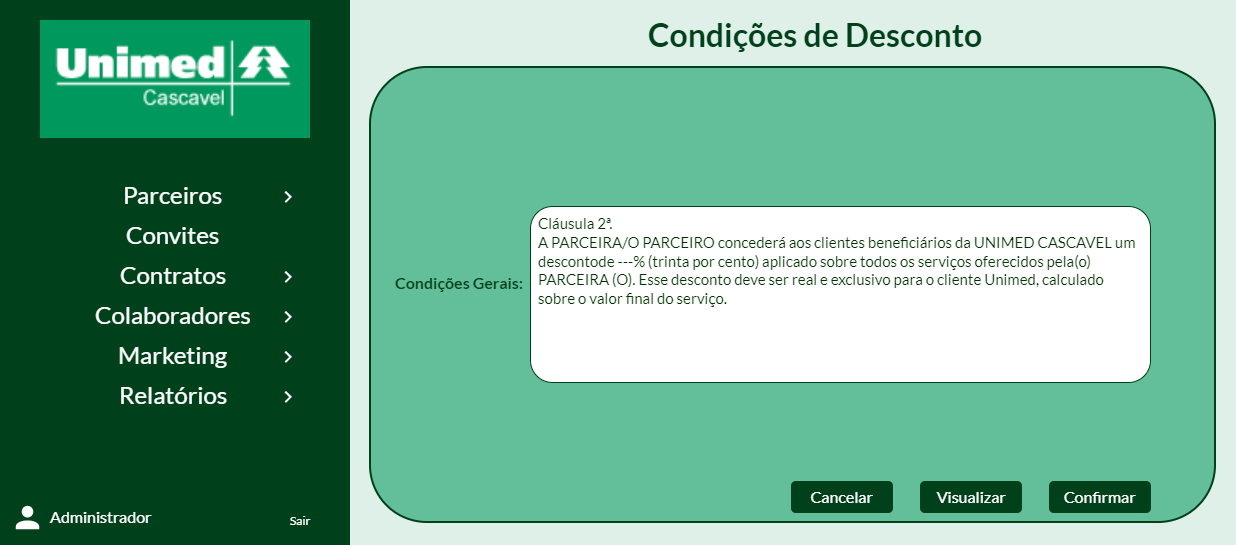 Unimed
Cascavel
Parceiros
Convites
Contratos
Colaboradores
Marketing
Relatórios
Administrador
Sair
Condições de Desconto
Condições Gerais:
Cláusula 2ª.
A PARCEIRA/O PARCEIRO concederá aos clientes beneficiários da UNIMED CASCAVEL um
descontode ---% (trinta por cento) aplicado sobre todos os serviços oferecidos pela(o)
PARCEIRA (O). Esse desconto deve ser real e exclusivo para o cliente Unimed, calculado
sobre o valor final do serviço.
Cancelar
Visualizar
Confirmar